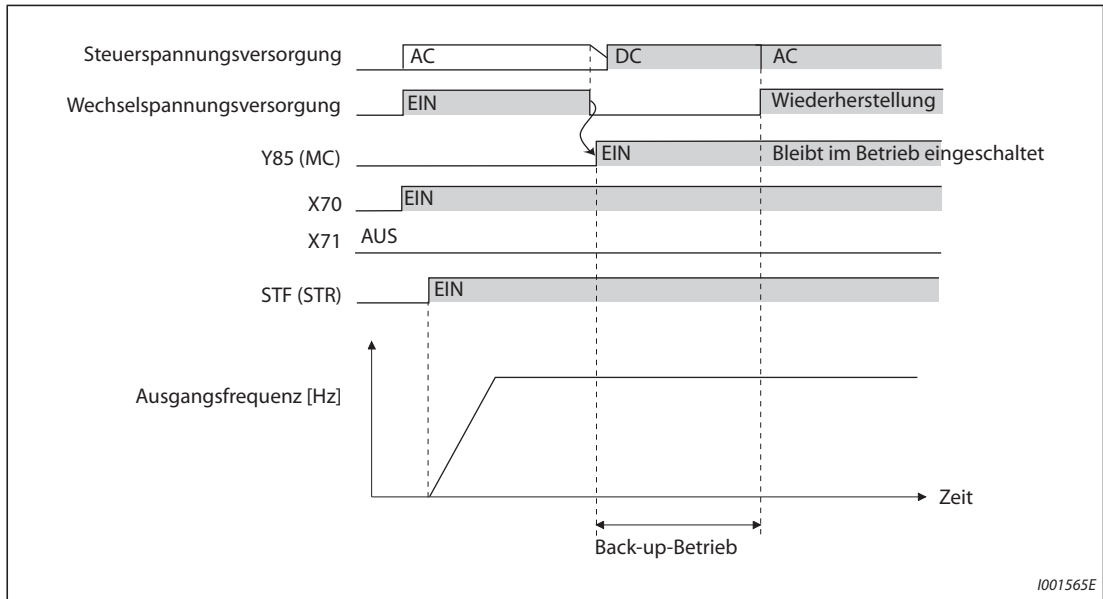 Steuerspannungsversorgung AC DC AC
Wechselspannungsversorgung EIN Wiederherstellung
Y85 (MC) EIN Bleibt im Betrieb eingeschaltet
X70 EIN
X71 AUS
STF (STR) EIN
Ausgangsfrequenz [Hz]
Zeit
Back-up-Betrieb
I001565E